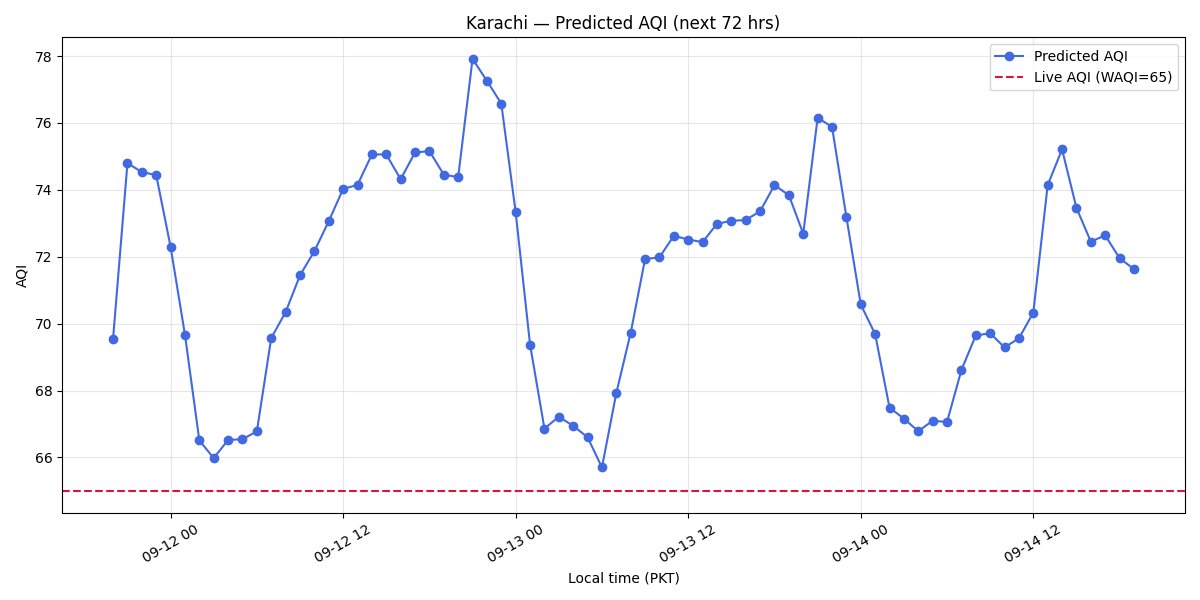 Karachi — Predicted AQI (next 72 hrs)
Predicted AQI
Live AQI (WAQI=65)
AQI
78
76
74
72
70
68
66
09-12 00
09-12 12
09-13 00
09-13 12
09-14 00
09-14 12
Local time (PKT)